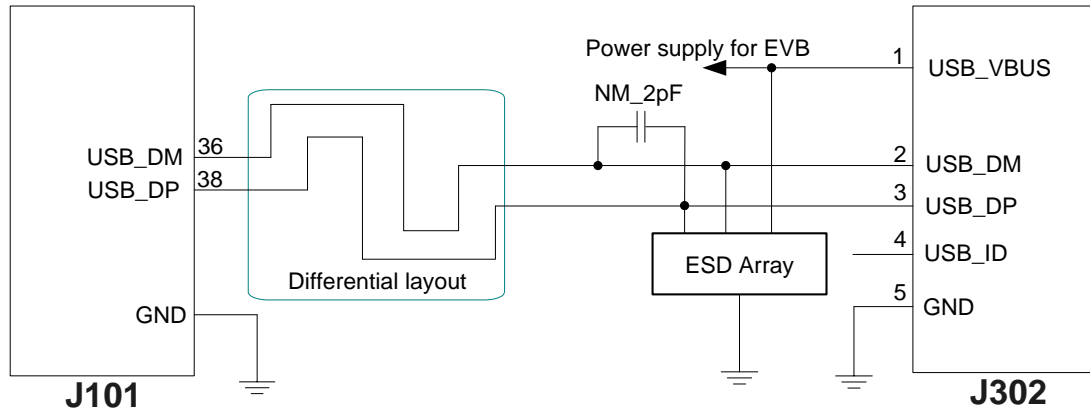 Power supply for EVB
1
USB_VBUS
NM_2pF
USB_DM
36
2
USB_DM
USB_DP
38
3
USB_DP
4
USB_ID
ESD Array
Differential layout
GND
5
GND
J101
J302